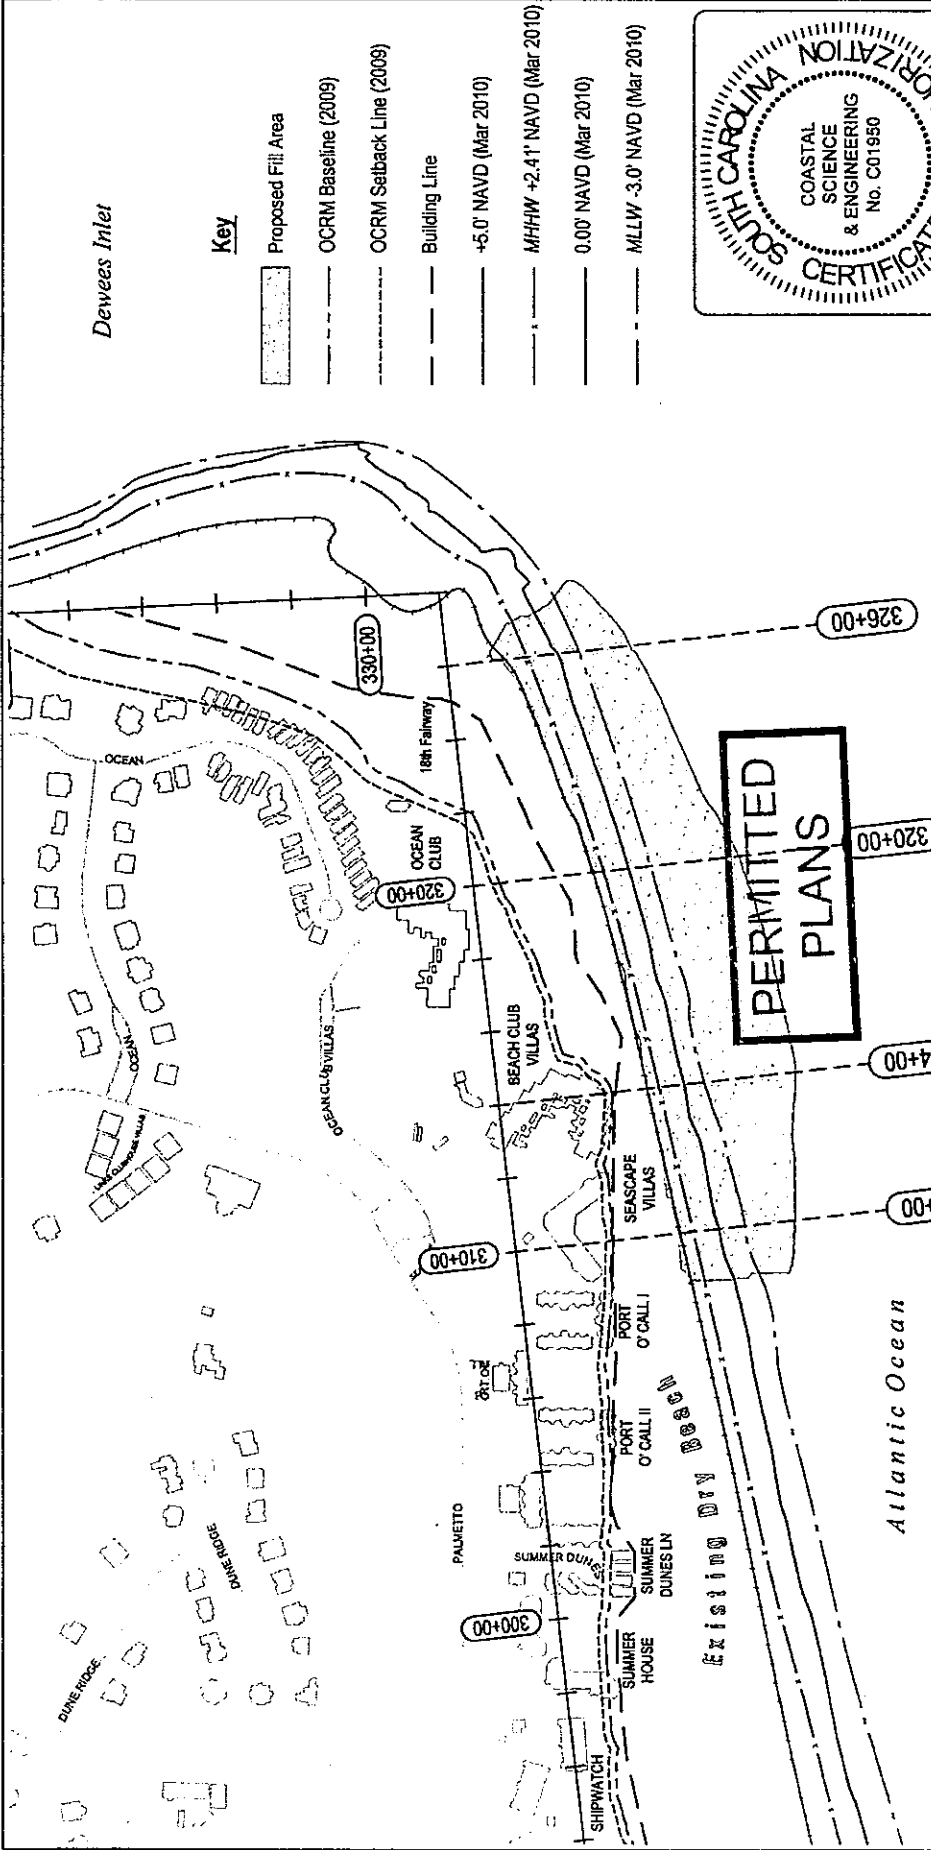 Dewees Inlet
Key
Proposed Fill Area
OCRM Baseline (2009)
OCRM Setback Line (2009)
Building Line
+5.0' NAVD (Mar 2010)
MHHW +2.41' NAVD (Mar 2010)
0.00' NAVD (Mar 2010)
MLLW -3.0' NAVD (Mar 2010)
SOUTH CAROLINA
COASTAL
SCIENCE
& ENGINEERING
No. C01950
330+00
326+00
18th Fairway
OCEAN
OCEAN
CLUB
320+00
320+00
OCEAN
OCEAN CLUB VILLAS
BEACH CLUB
VILLAS
PERMITTED
PLANS
4+00
SEASCAPE
VILLAS
310+00
PORT
O' CALL I
PORT
O' CALL II
PALMETTO
SUMMER DUNES
SUMMER
DUNES LN
300+00
SUMMER
HOUSE
SHIPWATCH
DUNE RIDGE
DUNE RIDGE
Existing Dry Beach
Atlantic Ocean